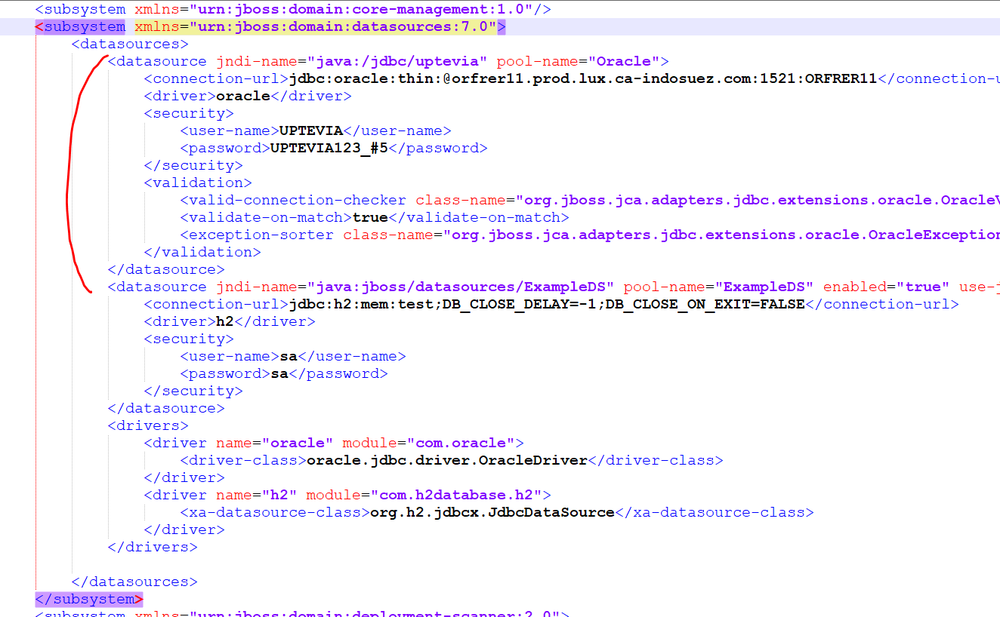 <subsystem xmlns="urn:jboss:domain:core-management:1.0"/>
<subsystem xmlns="urn:jboss:domain:datasources:7.0">
<datasources>
<datasource jndi-name="java:/jdbc/uptevia" pool-name="Oracle">
<connection-url>jdbc:oracle:thin:@orfrer11.prod.lux.ca-indosuez.com:1521:ORFRER11</connection-u
<driver>oracle</driver>
<security>
<user-name>UPTEVIA</user-name>
<password>UPTEVIA123_#5</password>
</security>
<validation>
<valid-connection-checker class-name="org.jboss.jca.adapters.jdbc.extensions.oracle.OracleV
<validate-on-match>true</validate-on-match>
<exception-sorter class-name="org.jboss.jca.adapters.jdbc.extensions.oracle.OracleException
</validation>
</datasource>
<datasource jndi-name="java:jboss/datasources/ExampleDS" pool-name="ExampleDS" enabled="true" use-j
<connection-url>jdbc:h2:mem:test;DB_CLOSE_DELAY=-1;DB_CLOSE_ON_EXIT=FALSE</connection-url>
<driver>h2</driver>
<security>
<user-name>sa</user-name>
<password>sa</password>
</security>
</datasource>
<drivers>
<driver name="oracle" module="com.oracle">
<driver-class>oracle.jdbc.driver.OracleDriver</driver-class>
</driver>
<driver name="h2" module="com.h2database.h2">
<xa-datasource-class>org.h2.jdbcx.JdbcDataSource</xa-datasource-class>
</driver>
</drivers>
</datasources>
</subsystem>
<subsystem xmlns="urn:jboss:domain:deployment-scanner:2.0">